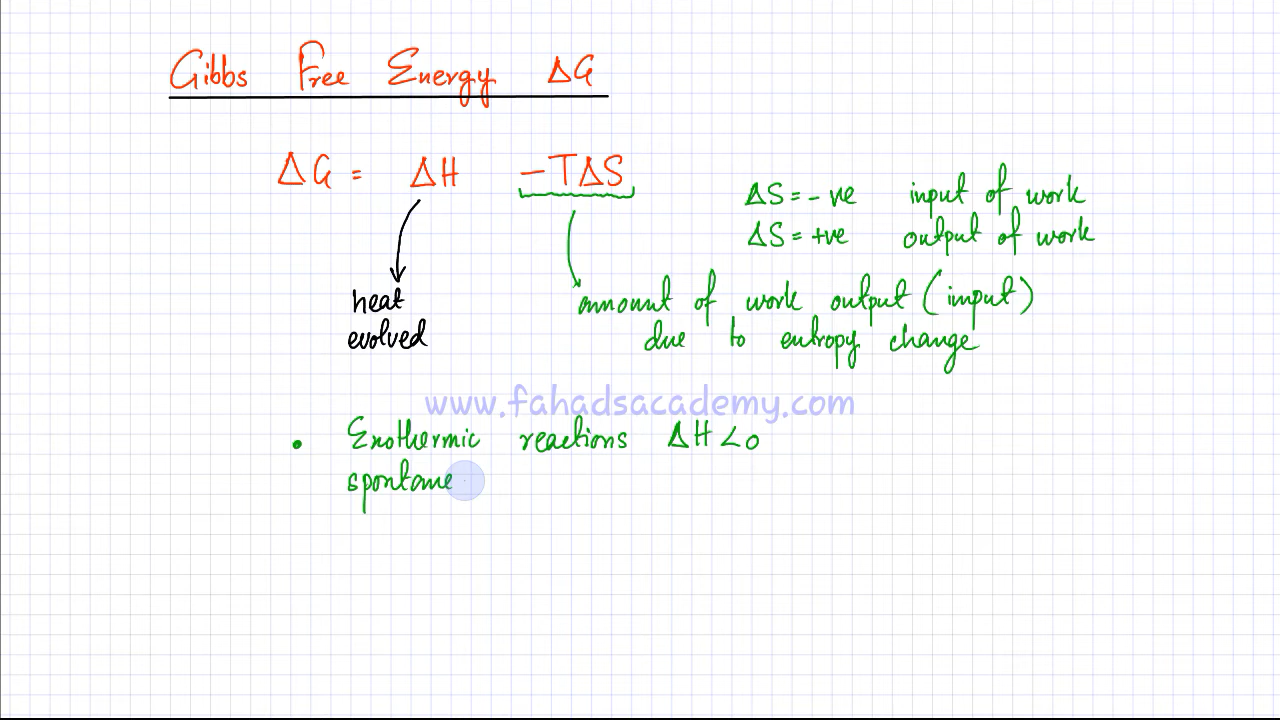 Gibbs Free Energy ΔG
ΔG = ΔH - TΔS
ΔS = -ve input of work
ΔS = +ve output of work
heat
evolved
amount of work output (input)
due to entropy change
www.fahadsacademy.com
• Exothermic reactions ΔH < 0
spontane